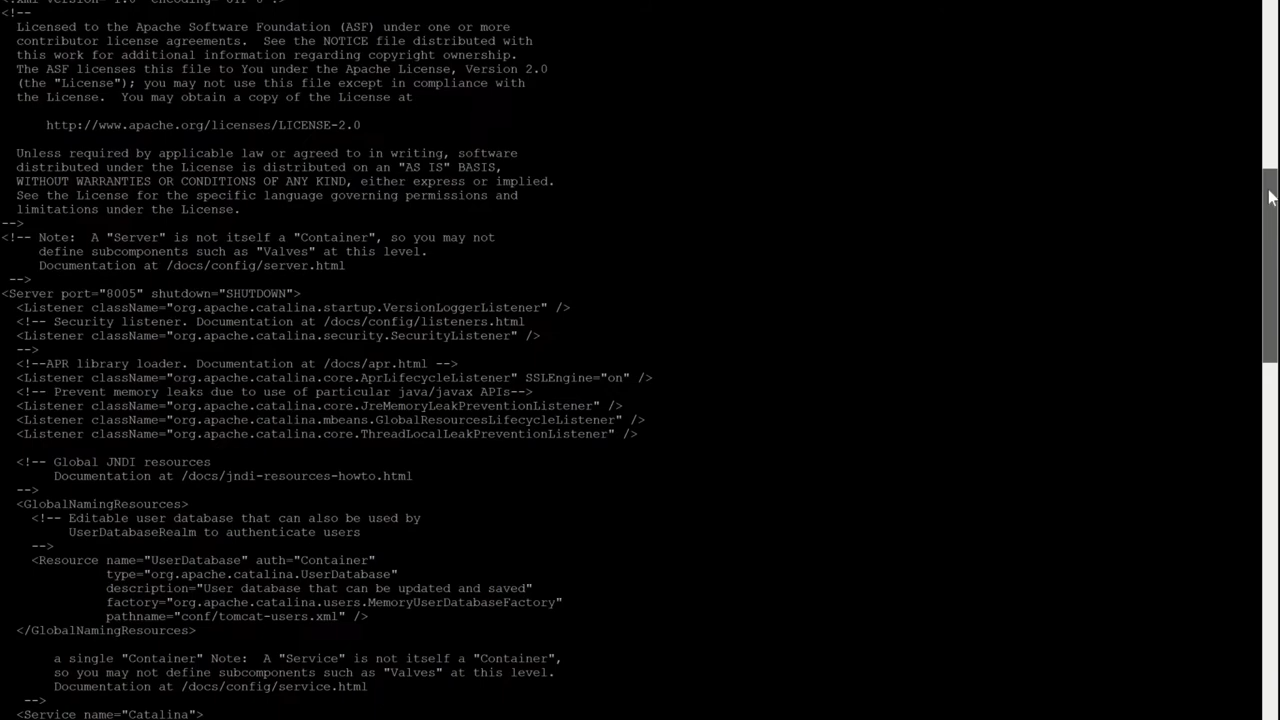 <?xml version="1.0" encoding="UTF-8"?>
<!--
Licensed to the Apache Software Foundation (ASF) under one or more
contributor license agreements.  See the NOTICE file distributed with
this work for additional information regarding copyright ownership.
The ASF licenses this file to You under the Apache License, Version 2.0
(the "License"); you may not use this file except in compliance with
the License.  You may obtain a copy of the License at
http://www.apache.org/licenses/LICENSE-2.0
Unless required by applicable law or agreed to in writing, software
distributed under the License is distributed on an "AS IS" BASIS,
WITHOUT WARRANTIES OR CONDITIONS OF ANY KIND, either express or implied.
See the License for the specific language governing permissions and
limitations under the License.
-->
<!-- Note:  A "Server" is not itself a "Container", so you may not
define subcomponents such as "Valves" at this level.
Documentation at /docs/config/server.html
-->
<Server port="8005" shutdown="SHUTDOWN">
<Listener className="org.apache.catalina.startup.VersionLoggerListener" />
<!-- Security listener. Documentation at /docs/config/listeners.html
<Listener className="org.apache.catalina.security.SecurityListener" />
-->
<!--APR library loader. Documentation at /docs/apr.html -->
<Listener className="org.apache.catalina.core.AprLifecycleListener" SSLEngine="on" />
<!-- Prevent memory leaks due to use of particular java/javax APIs-->
<Listener className="org.apache.catalina.core.JreMemoryLeakPreventionListener" />
<Listener className="org.apache.catalina.mbeans.GlobalResourcesLifecycleListener" />
<Listener className="org.apache.catalina.core.ThreadLocalLeakPreventionListener" />
<!-- Global JNDI resources
Documentation at /docs/jndi-resources-howto.html
-->
<GlobalNamingResources>
<!-- Editable user database that can also be used by
UserDatabaseRealm to authenticate users
-->
<Resource name="UserDatabase" auth="Container"
type="org.apache.catalina.UserDatabase"
description="User database that can be updated and saved"
factory="org.apache.catalina.users.MemoryUserDatabaseFactory"
pathname="conf/tomcat-users.xml" />
</GlobalNamingResources>
a single "Container" Note:  A "Service" is not itself a "Container",
so you may not define subcomponents such as "Valves" at this level.
Documentation at /docs/config/service.html
-->
<Service name="Catalina">